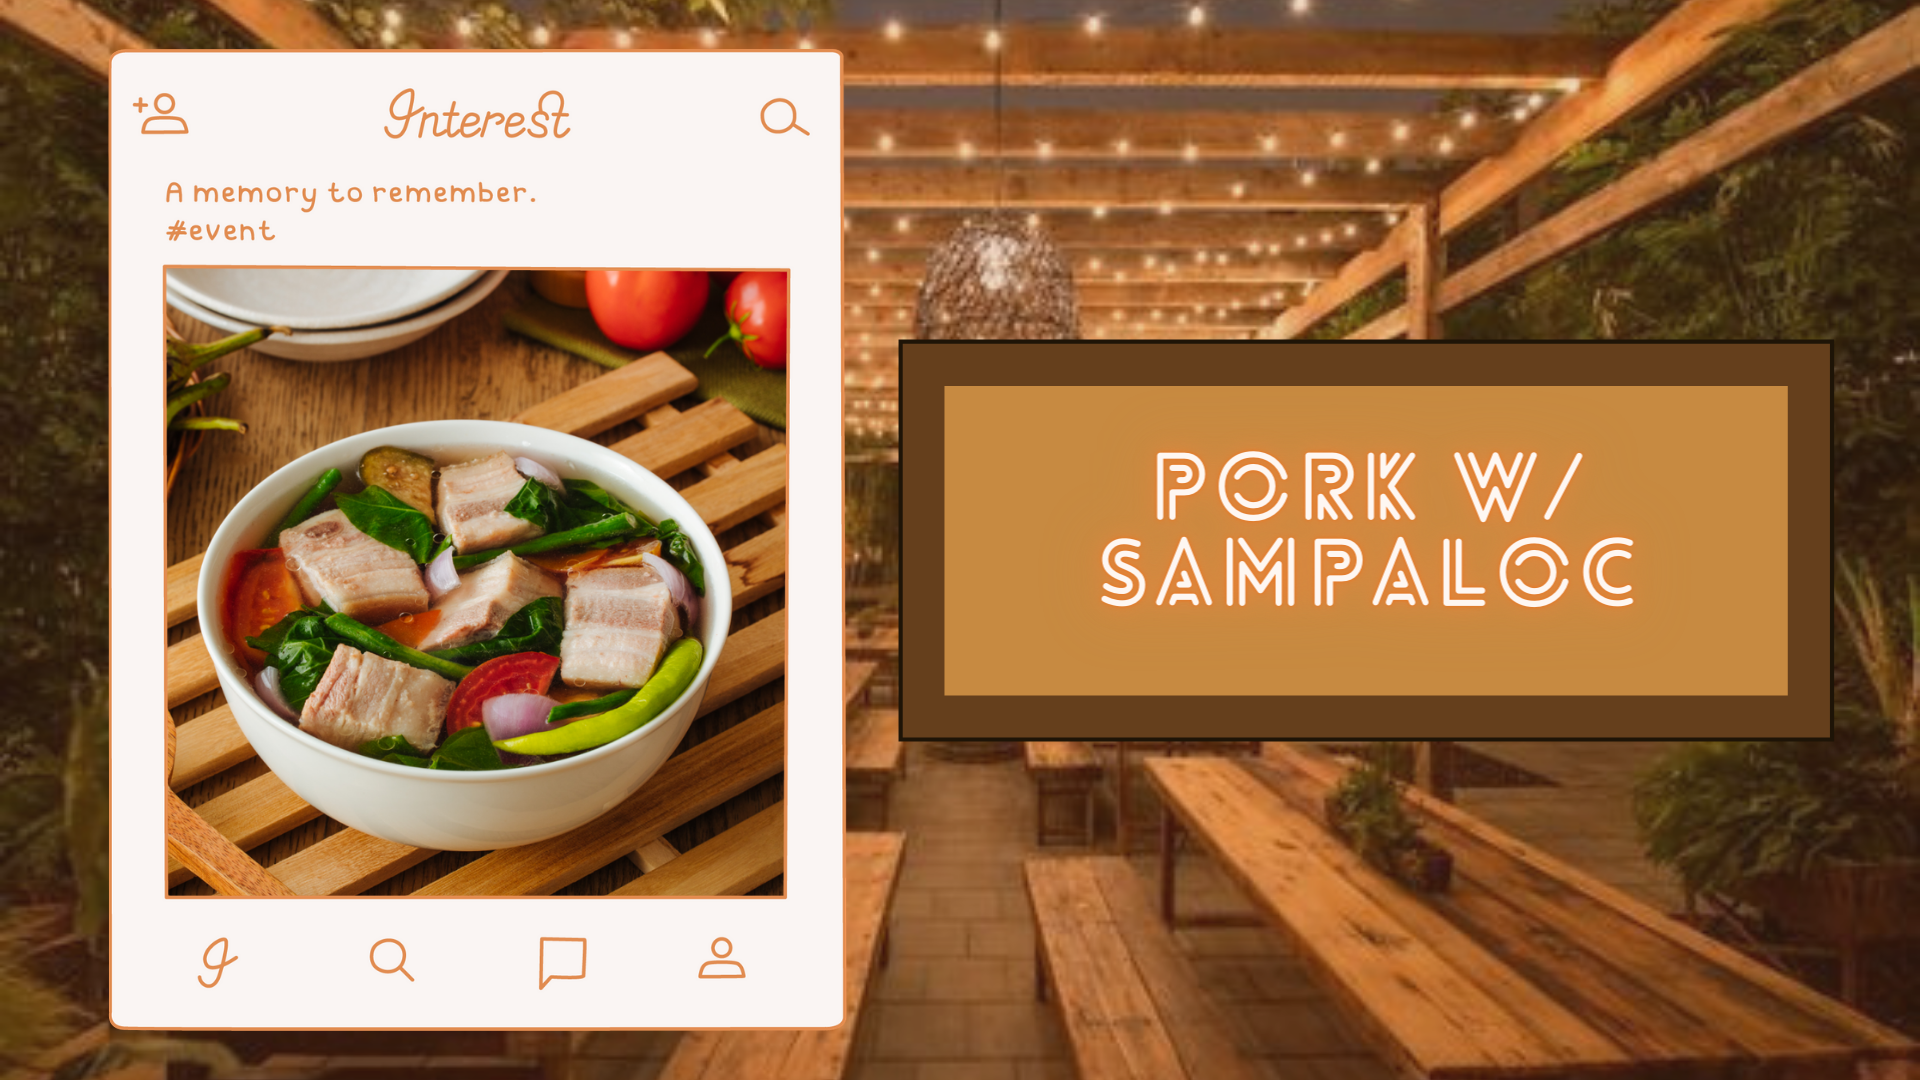 Interest
A memory to remember.
#event
PORK W/
SAMPALOC